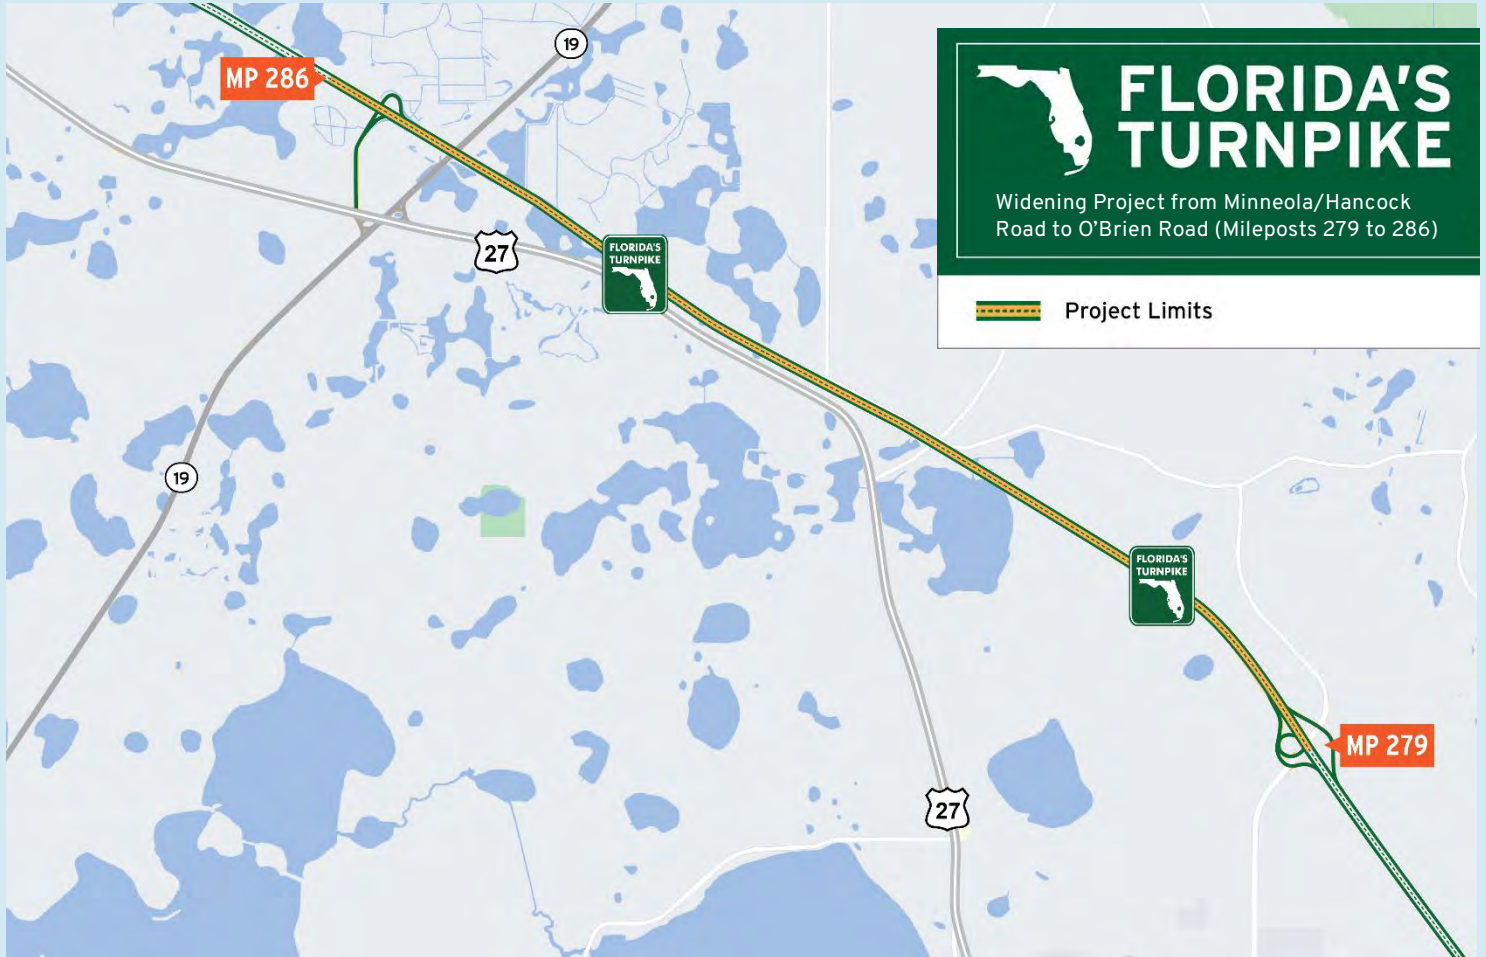 19
MP 286
FLORIDA'S
TURNPIKE
Widening Project from Minneola/Hancock
Road to O'Brien Road (Mileposts 279 to 286)
Project Limits
27
FLORIDA'S
TURNPIKE
19
FLORIDA'S
TURNPIKE
MP 279
27